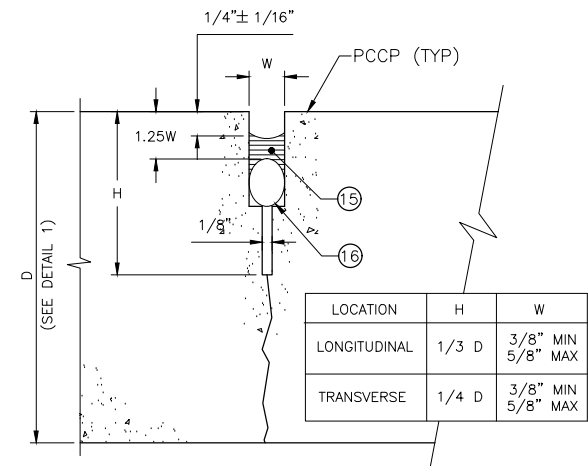 1/4"± 1/16"
W
PCCP (TYP)
1.25W
H
D
(SEE DETAIL 1)
1/8"
15
16
LOCATION H W
LONGITUDINAL 1/3 D 3/8" MIN
5/8" MAX
TRANSVERSE 1/4 D 3/8" MIN
5/8" MAX